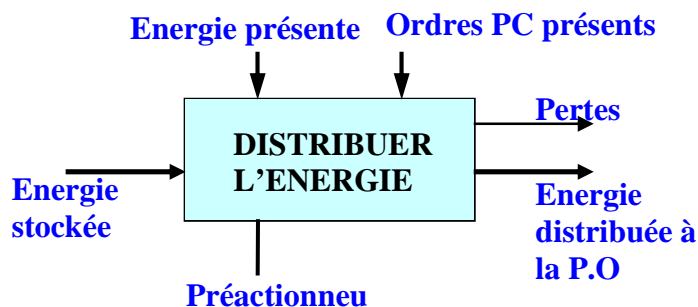 Energie présente
Ordres PC présents
Pertes
DISTRIBUER
L'ENERGIE
Energie
stockée
Energie
distribuée à
la P.O
Préactionneu